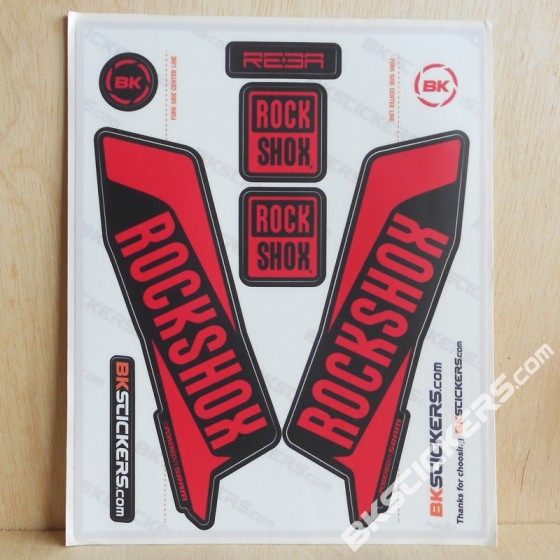 BK
FORK SIDE CENTER LINE
REBA
FORK SIDE CENTER LINE
BK
ROCK
SHOX
ROCK
SHOX
ROCKSHOX
ROCKSHOX
BKSTICKERS.com
BKSTICKERS.com
Thanks for choosing BKSTICKERS.com
BKSTICKERS.com